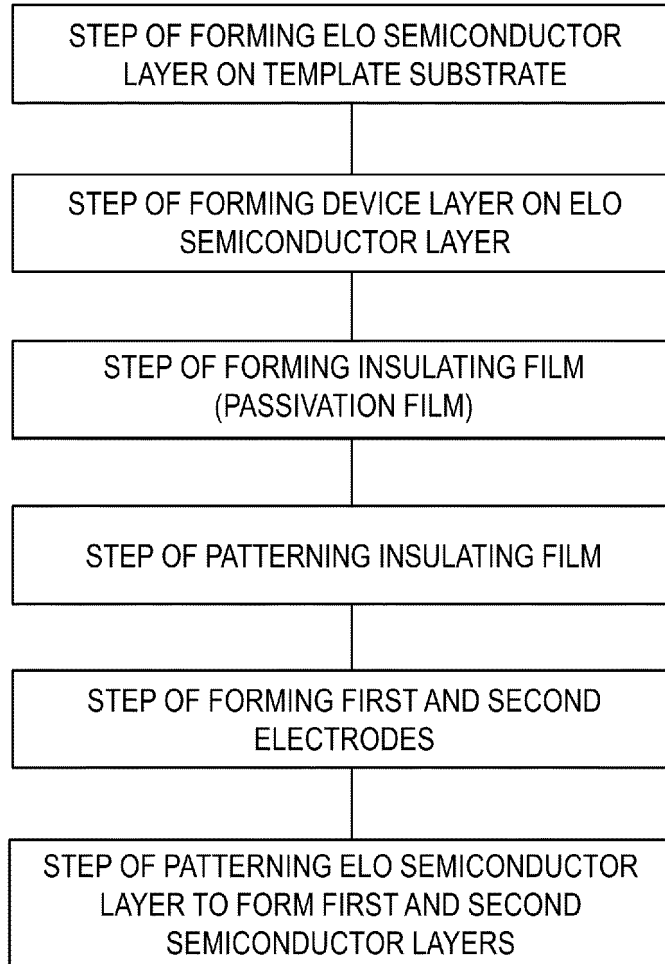 STEP OF FORMING ELO SEMICONDUCTOR
LAYER ON TEMPLATE SUBSTRATE
STEP OF FORMING DEVICE LAYER ON ELO
SEMICONDUCTOR LAYER
STEP OF FORMING INSULATING FILM
(PASSIVATION FILM)
STEP OF PATTERNING INSULATING FILM
STEP OF FORMING FIRST AND SECOND
ELECTRODES
STEP OF PATTERNING ELO SEMICONDUCTOR
LAYER TO FORM FIRST AND SECOND
SEMICONDUCTOR LAYERS